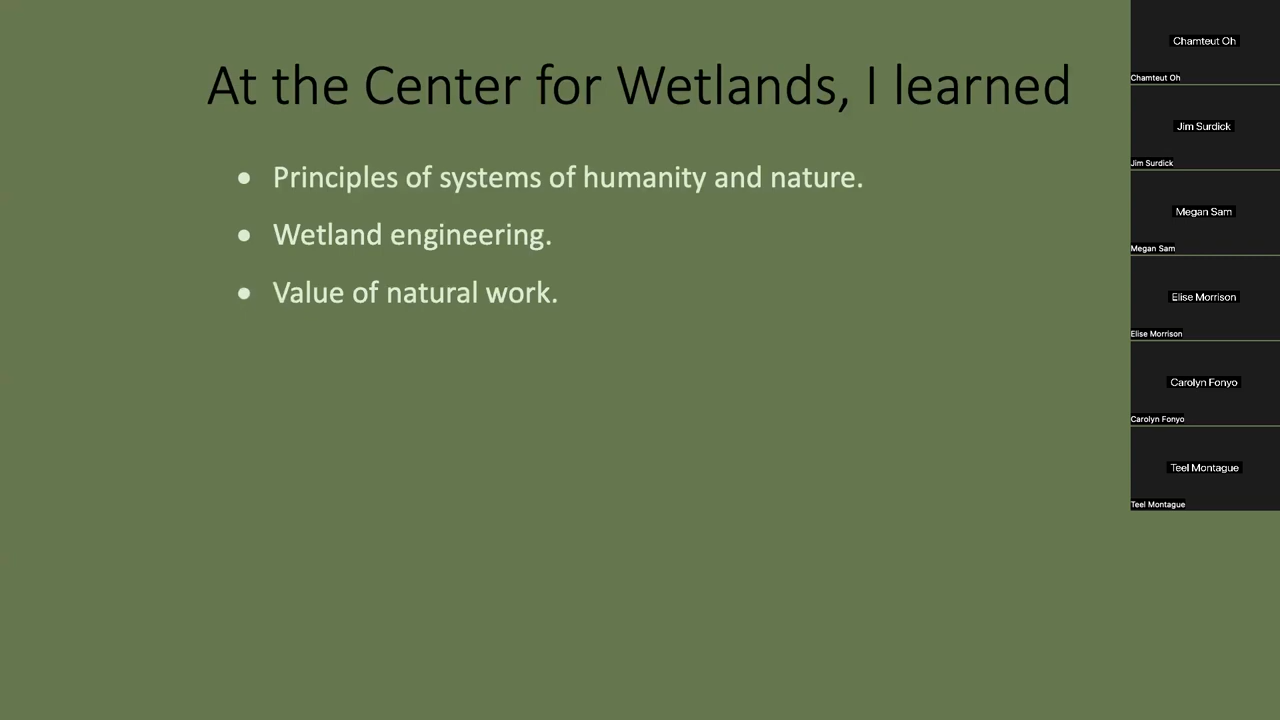 At the Center for Wetlands, I learned
• Principles of systems of humanity and nature.
• Wetland engineering.
• Value of natural work.
Chamteut Oh
Chamteut Oh
Jim Surdick
Jim Surdick
Megan Sam
Megan Sam
Elise Morrison
Elise Morrison
Carolyn Fonyo
Carolyn Fonyo
Teel Montague
Teel Montague